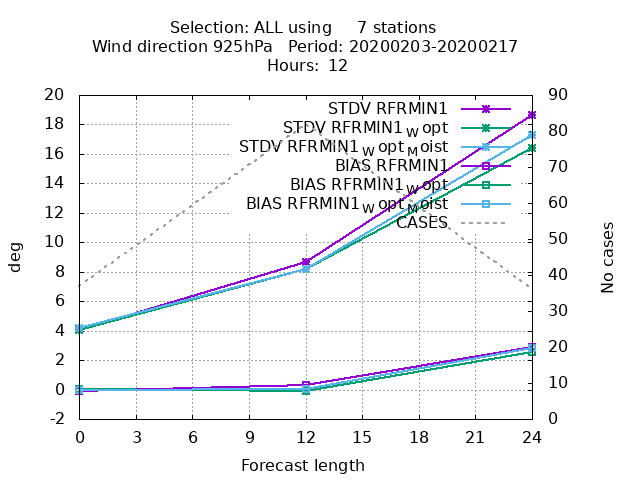 Selection: ALL using 7 stations
Wind direction 925hPa Period: 20200203-20200217
Hours: 12
20
18
16
14
12
10
8
6
4
2
0
-2
90
80
70
60
50
40
30
20
10
0
deg
No cases
STDV RFRMIN1
STDV RFRMIN1_W opt
STDV RFRMIN1_W opt_M oist
BIAS RFRMIN1
BIAS RFRMIN1_W opt
BIAS RFRMIN1_W opt_M oist
CASES
0 3 6 9 12 15 18 21 24
Forecast length